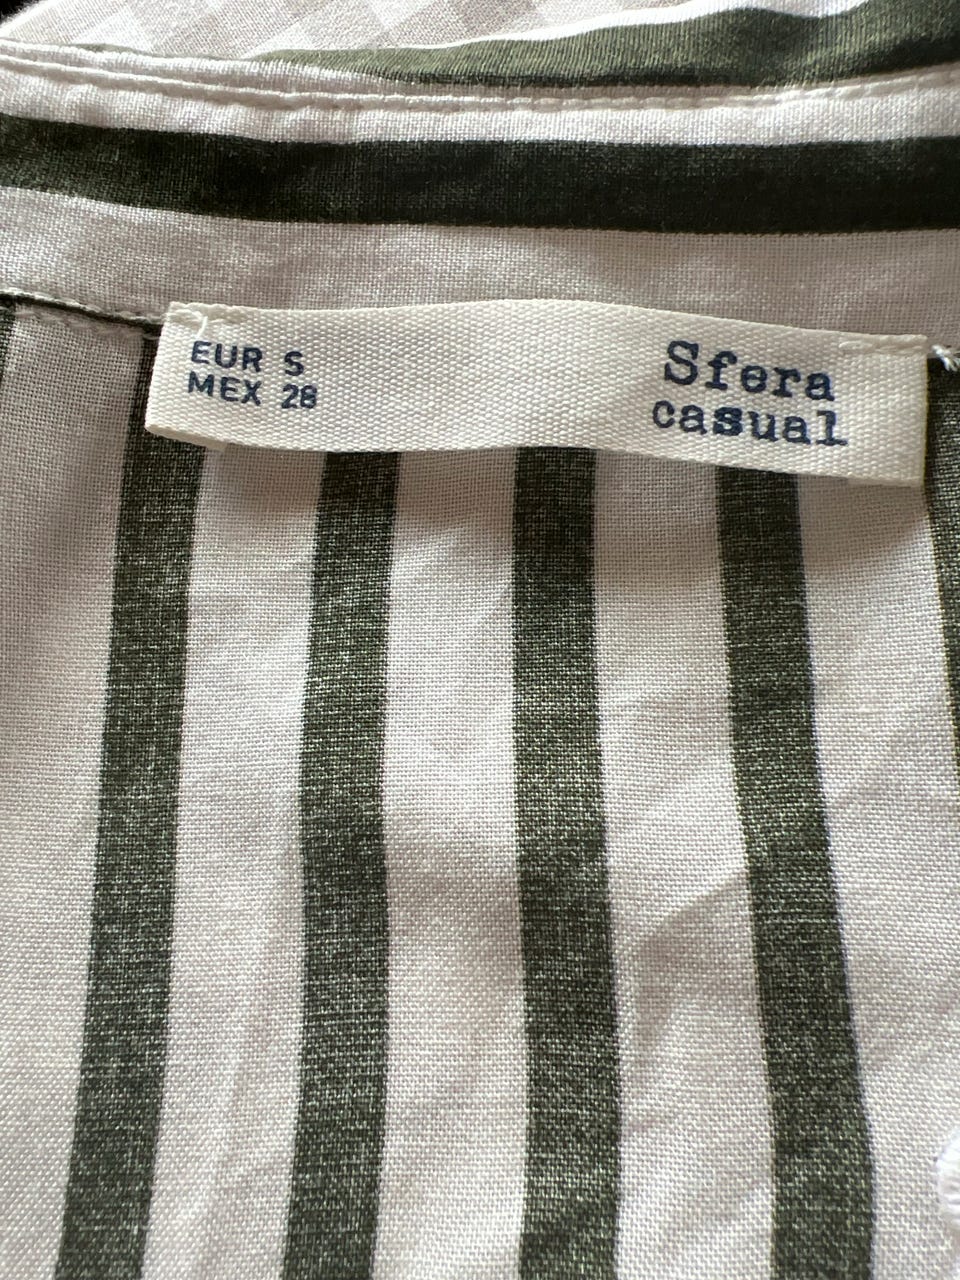 EUR S
MEX 28
Sfera
casual